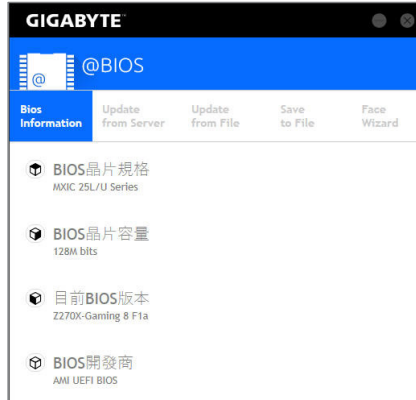 GIGABYTE™
@BIOS
@
Bios Information
Update from Server
Update from File
Save to File
Face Wizard
BIOS晶片規格
MXIC 25L/U Series
BIOS晶片容量
128M bits
目前BIOS版本
Z270X-Gaming 8 F1a
BIOS開發商
AMI UEFI BIOS